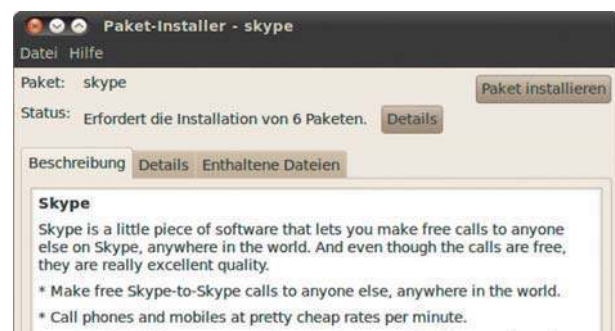 Paket-Installer - skype
Datei Hilfe
Paket: skype
Paket installieren
Status: Erfordert die Installation von 6 Paketen. Details
Beschreibung Details Enthaltene Dateien
Skype
Skype is a little piece of software that lets you make free calls to anyone
else on Skype, anywhere in the world. And even though the calls are free,
they are really excellent quality.
* Make free Skype-to-Skype calls to anyone else, anywhere in the world.
* Call phones and mobiles at pretty cheap rates per minute.